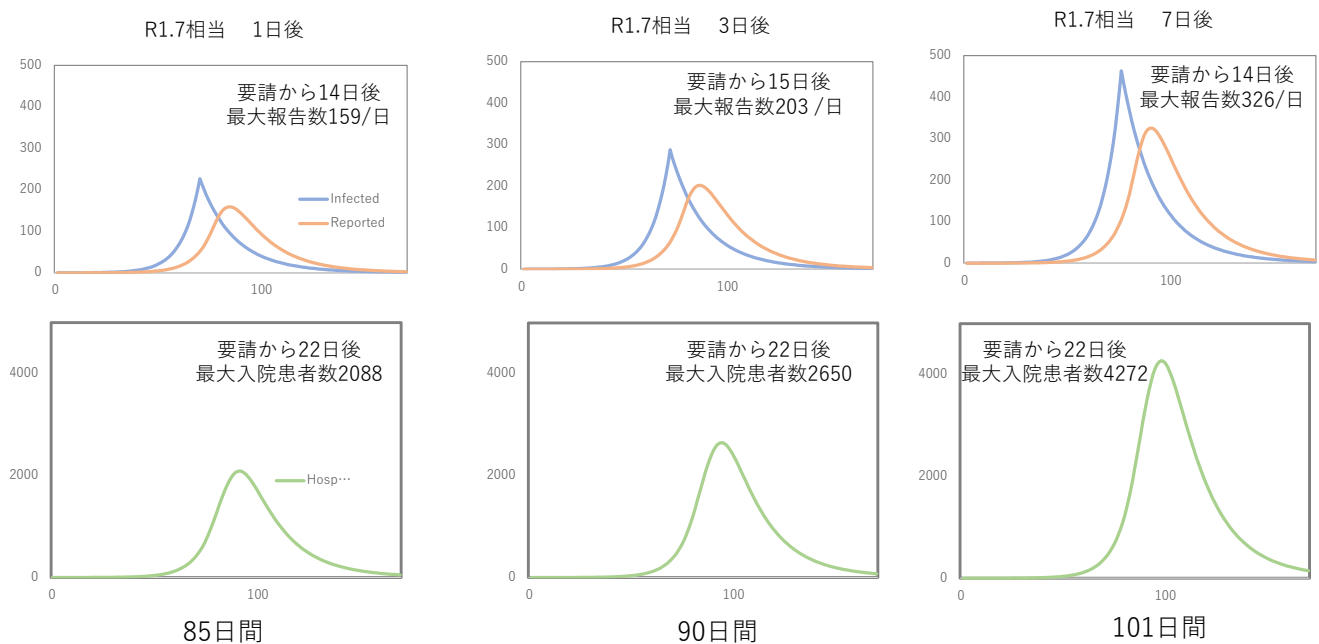 R1.7相当 1日後
500
400
300
200
100
0
0
100
要請から14日後
最大報告数159/日
Infected
Reported
R1.7相当 3日後
500
400
300
200
100
0
0
100
要請から15日後
最大報告数203 /日
R1.7相当 7日後
500
400
300
200
100
0
0
100
要請から14日後
最大報告数326/日
4000
2000
0
0
100
要請から22日後
最大入院患者数2088
Hosp…
85日間
4000
2000
0
0
100
要請から22日後
最大入院患者数2650
90日間
4000
2000
0
0
100
要請から22日後
最大入院患者数4272
101日間